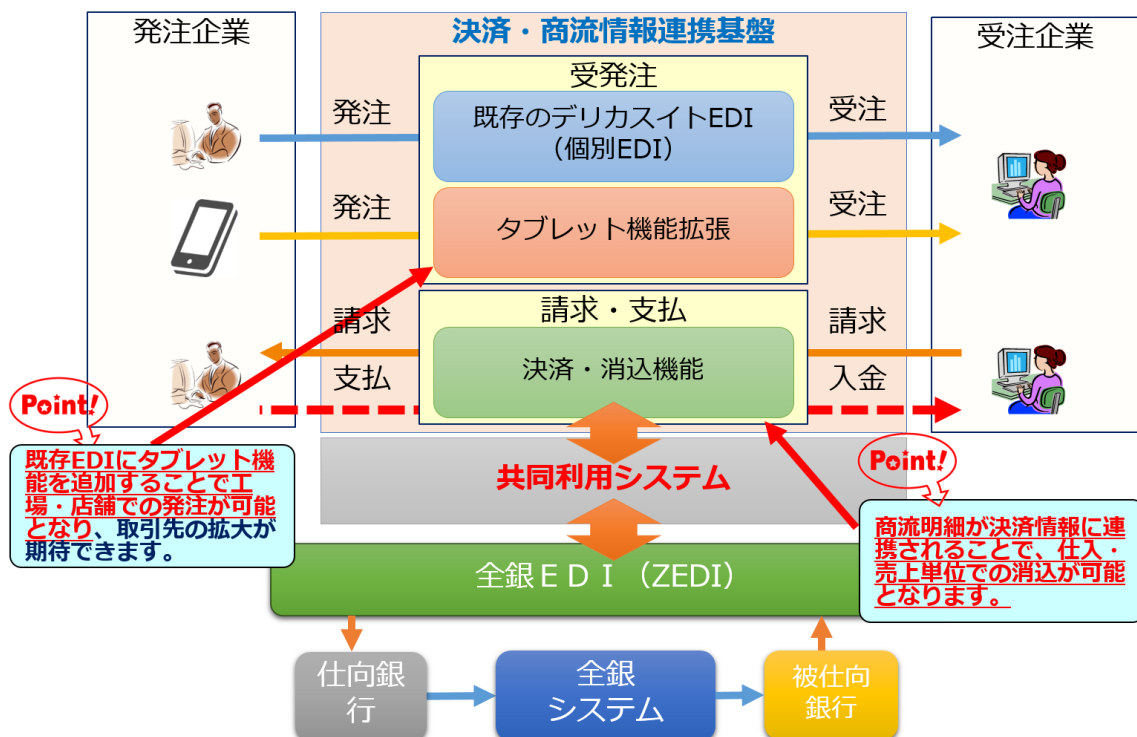 発注企業
決済・商流情報連携基盤
受注企業
受発注
発注
既存のデリカスイトEDI
（個別EDI）
受注
発注
タブレット機能拡張
受注
請求・支払
請求
支払
決済・消込機能
請求
入金
Point!
既存EDIにタブレット機
能を追加することで工
場・店舗での発注が可能
となり、取引先の拡大が
期待できます。
共同利用システム
Point!
商流明細が決済情報に連
携されることで、仕入・
売上単位での消込が可能
となります。
全銀ＥＤＩ（ZEDI）
仕向銀
行
全銀
システム
被仕向
銀行